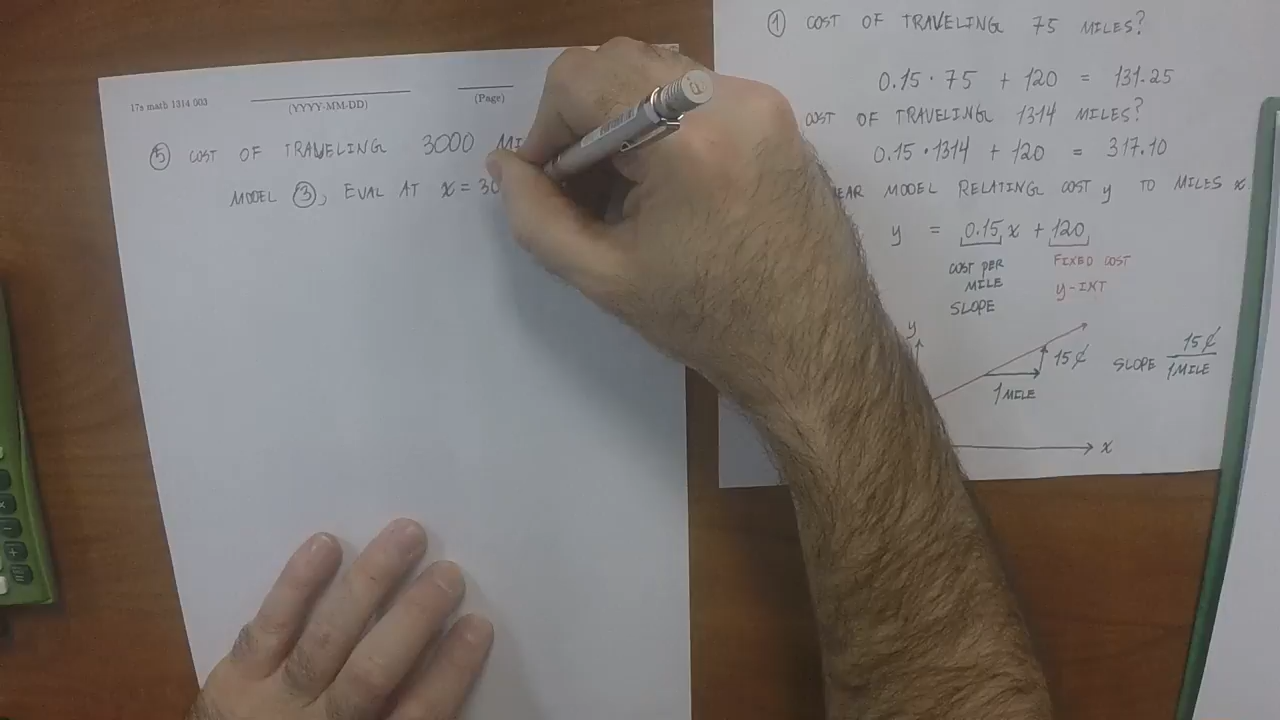 17s math 1314 003
(YYYY-MM-DD)
(Page)
⑤ COST OF TRAVELING 3000
MODEL ③, EVAL AT x =
① COST OF TRAVELING 75 MILES?
0.15 · 75 + 120 = 131.25
OF TRAVELING 1314 MILES?
0.15 · 1314 + 120 = 317.10
MODEL RELATING COST y TO MILES x
y = 0.15 x + 120
COST PER MILE
SLOPE
FIXED COST
y-INT
y
15¢
1 MILE
SLOPE 15¢
1 MILE
x